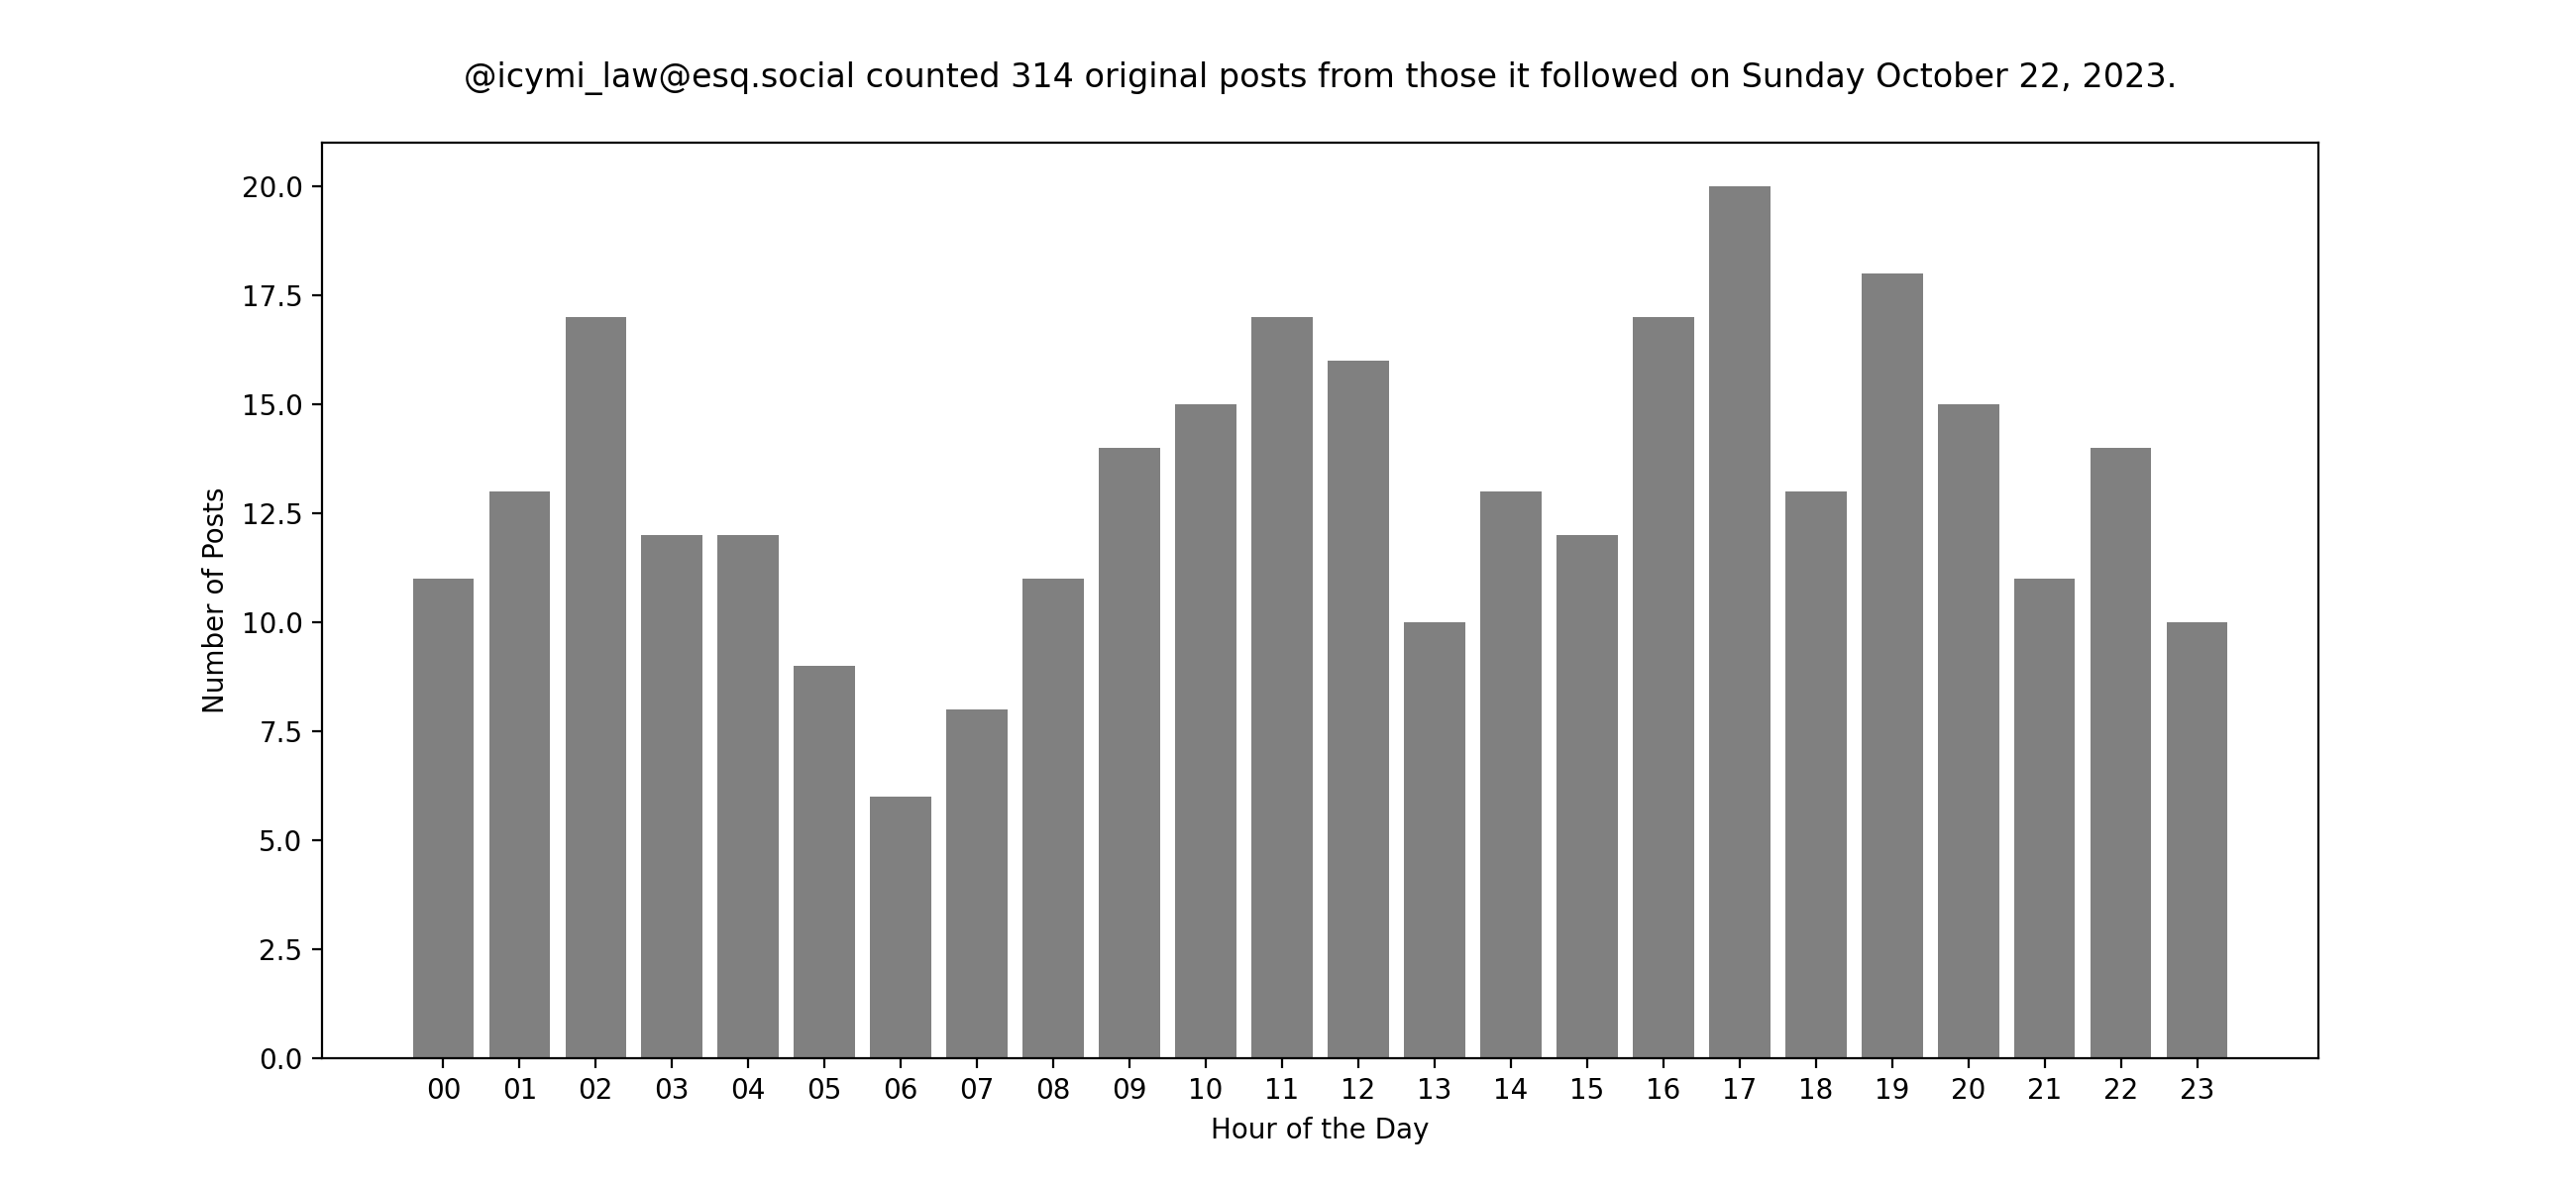 @icymi_law@esq.social counted 314 original posts from those it followed on Sunday October 22, 2023.
Number of Posts
20.0
17.5
15.0
12.5
10.0
7.5
5.0
2.5
0.0
00 01 02 03 04 05 06 07 08 09 10 11 12 13 14 15 16 17 18 19 20 21 22 23
Hour of the Day